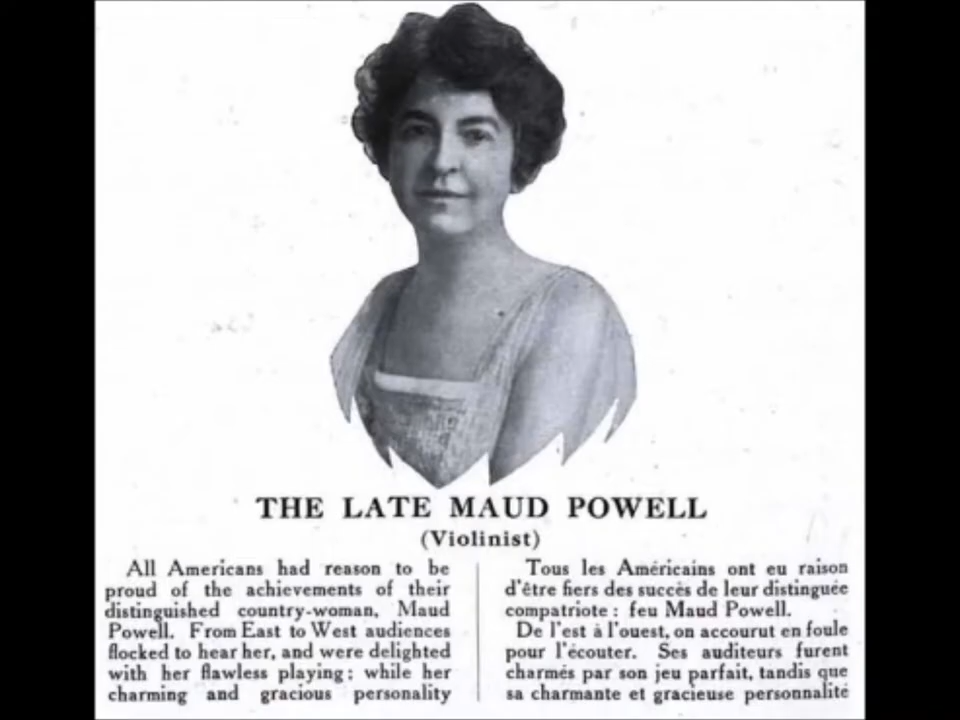 THE LATE MAUD POWELL
(Violinist)
All Americans had reason to be
proud of the achievements of their
distinguished country-woman, Maud
Powell. From East to West audiences
flocked to hear her, and were delighted
with her flawless playing; while her
charming and gracious personality
Tous les Américains ont eu raison
d'être fiers des succès de leur distinguée
compatriote : feu Maud Powell.
De l'est à l'ouest, on accourut en foule
pour l'écouter. Ses auditeurs furent
charmés par son jeu parfait, tandis que
sa charmante et gracieuse personnalité